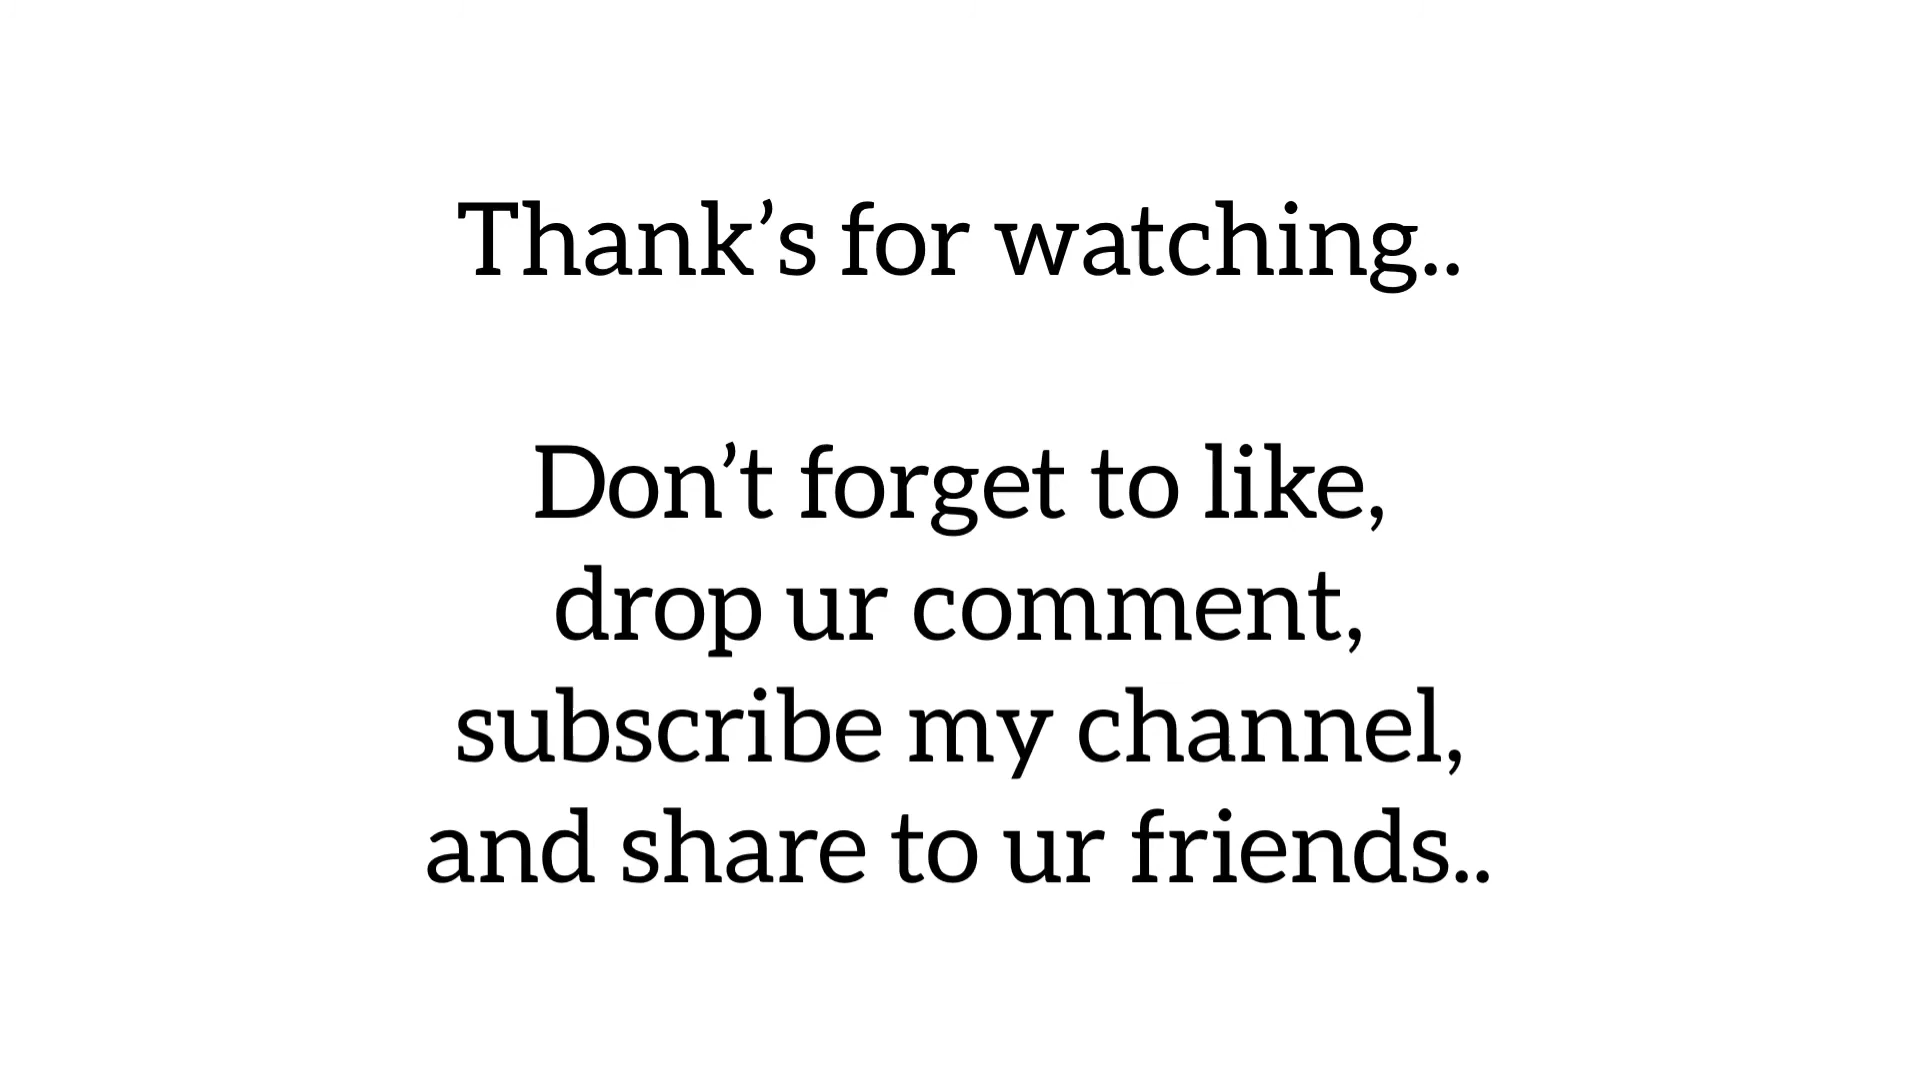 Thank’s for watching..
Don’t forget to like,
drop ur comment,
subscribe my channel,
and share to ur friends..